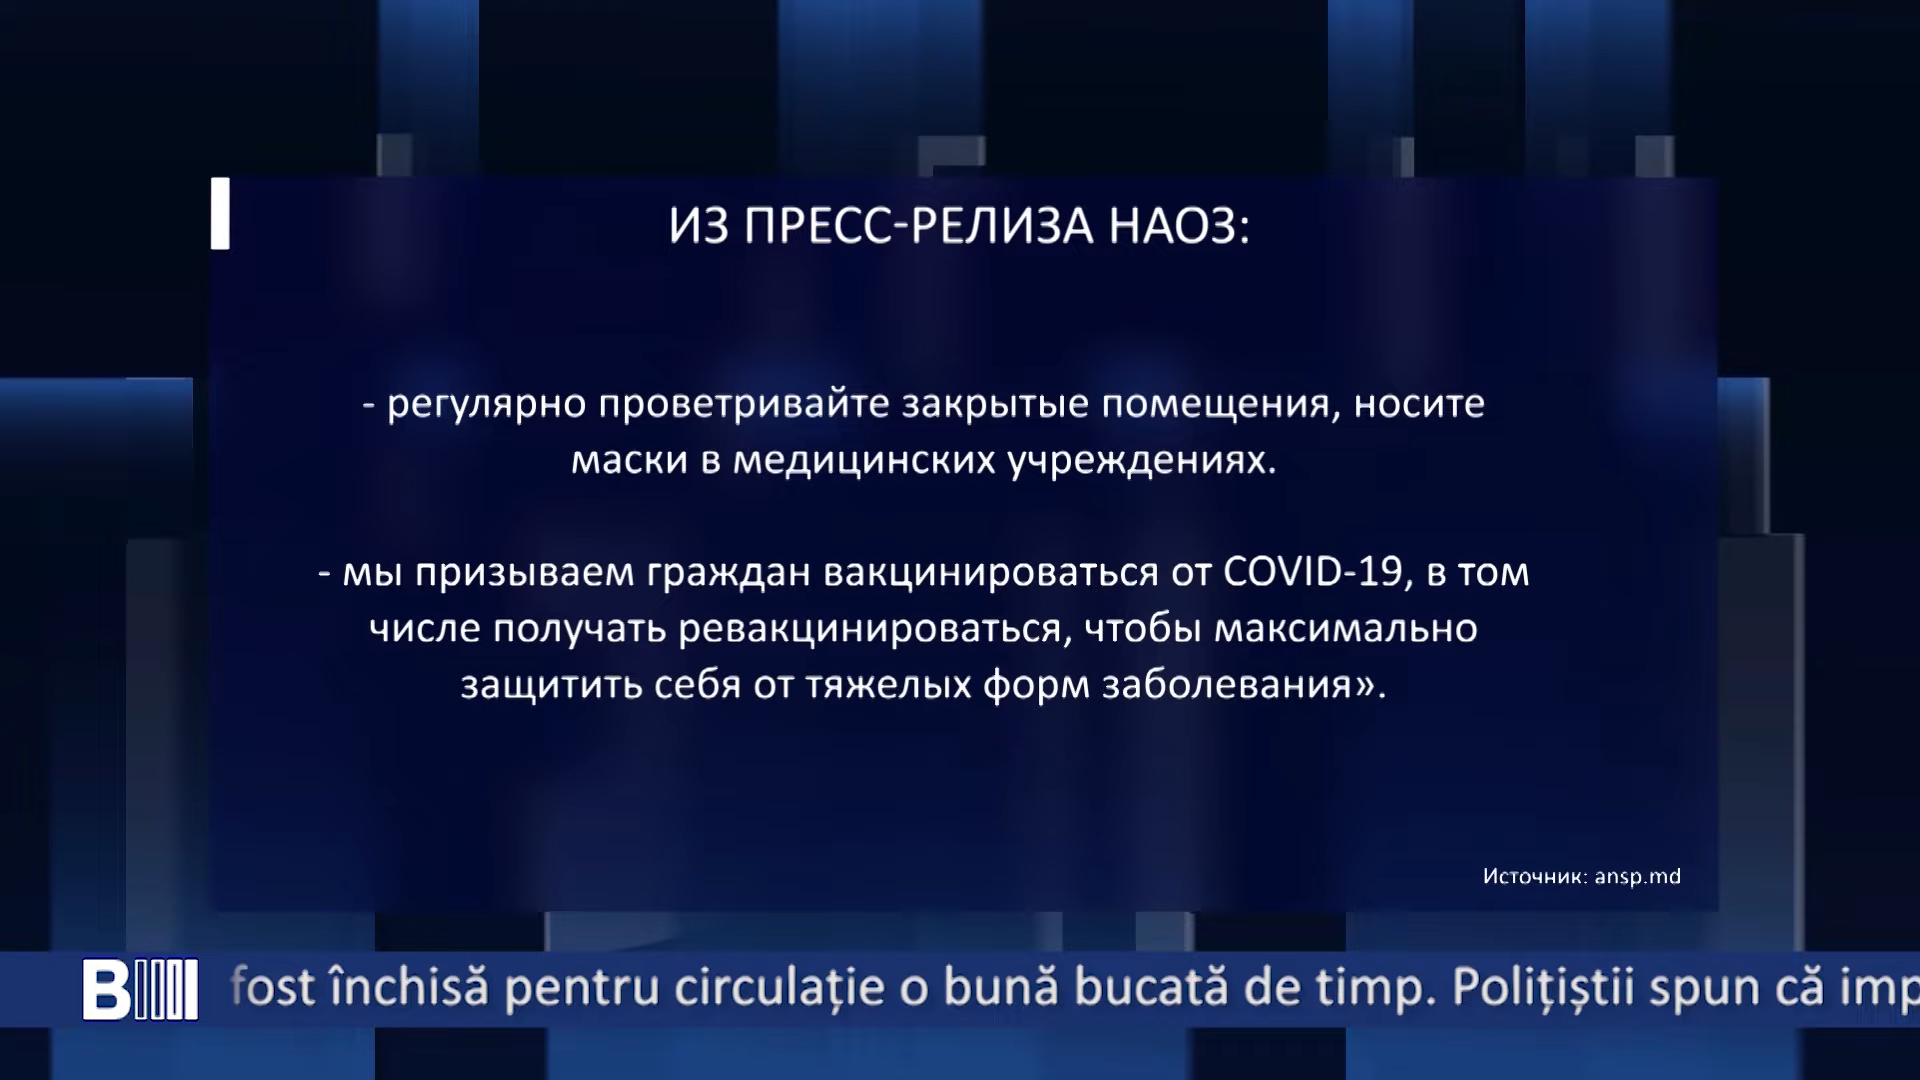 ИЗ ПРЕСС-РЕЛИЗА НАОЗ:
- регулярно проветривайте закрытые помещения, носите
маски в медицинских учреждениях.
- мы призываем граждан вакцинироваться от COVID-19, в том
числе получать ревакцинироваться, чтобы максимально
защитить себя от тяжелых форм заболевания».
Источник: ansp.md
B fost închisă pentru circulație o bună bucată de timp. Polițiștii spun că imp